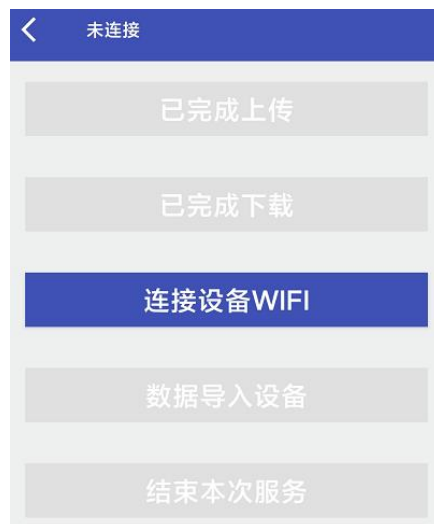 未连接
已完成上传
已完成下载
连接设备WIFI
数据导入设备
结束本次服务